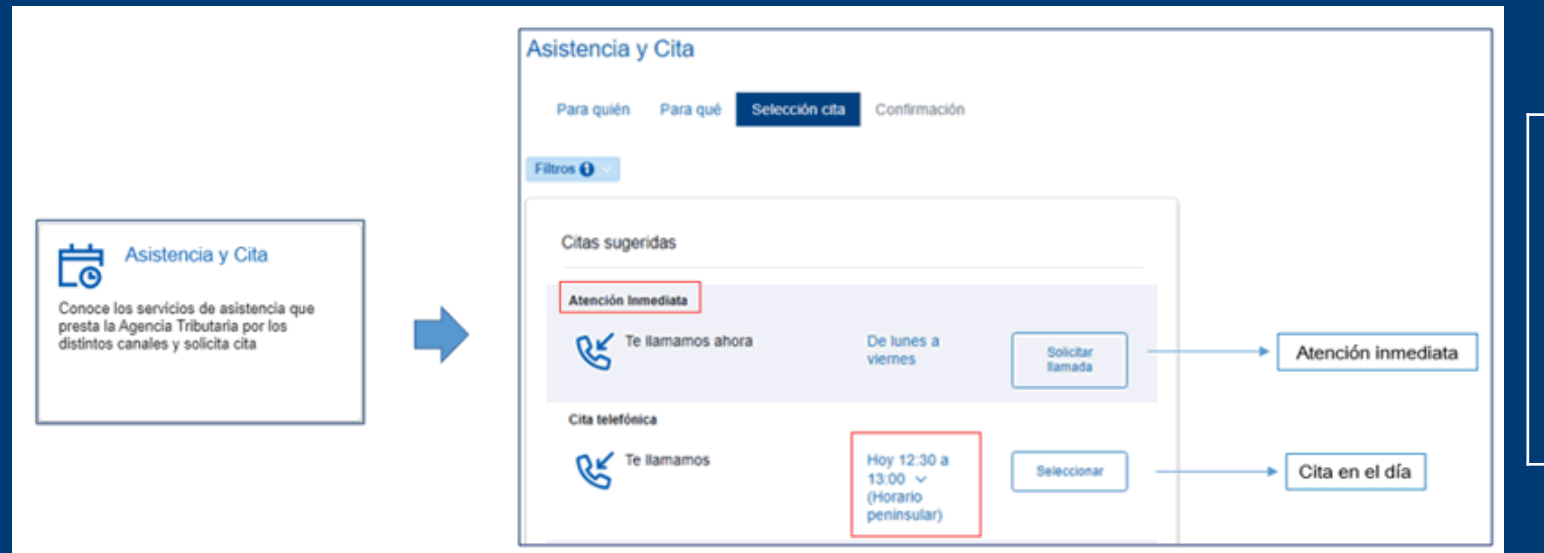 Asistencia y Cita
Conoce los servicios de asistencia que
presta la Agencia Tributaria por los
distintos canales y solicita cita
Asistencia y Cita
Para quién Para qué Selección cita Confirmación
Filtros 1
Citas sugeridas
Atención Inmediata
Te llamamos ahora
De lunes a
viernes
Solicitar
llamada
Atención inmediata
Cita telefónica
Te llamamos
Hoy 12:30 a
13:00
(Horario
peninsular)
Seleccionar
Cita en el día